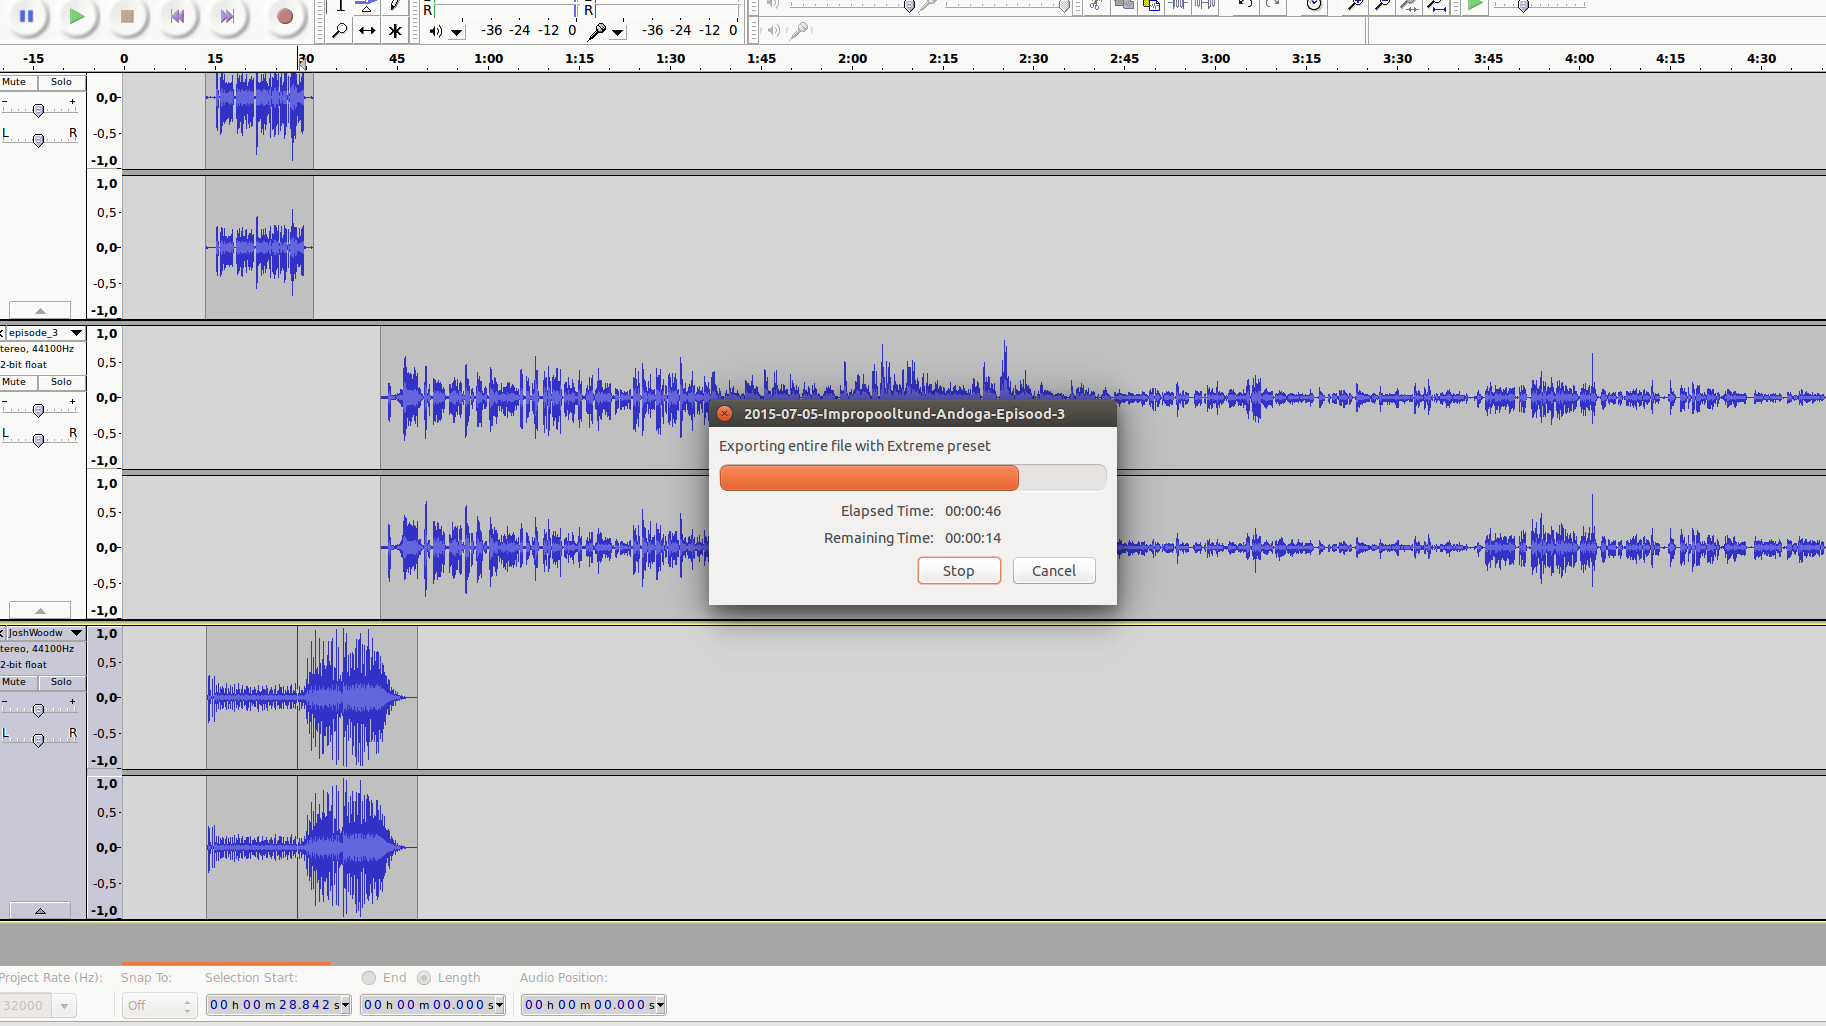 R R
-36 -24 -12 0 -36 -24 -12 0
-15 0 15 30 45 1:00 1:15 1:30 1:45 2:00 2:15 2:30 2:45 3:00 3:15 3:30 3:45 4:00 4:15 4:30
Mute Solo
- +
L R
0,0
-0,5
-1,0
1,0
0,5
0,0
-0,5
-1,0
episode_3
tereo, 44100Hz
2-bit float
Mute Solo
- +
L R
1,0
0,5
0,0
-0,5
-1,0
1,0
0,5
0,0
-0,5
-1,0
2015-07-05-Impropooltund-Andoga-Episood-3
Exporting entire file with Extreme preset
Elapsed Time: 00:00:46
Remaining Time: 00:00:14
Stop Cancel
JoshWoodw
tereo, 44100Hz
2-bit float
Mute Solo
- +
L R
1,0
0,5
0,0
-0,5
-1,0
1,0
0,5
0,0
-0,5
-1,0
Project Rate (Hz): Snap To: Selection Start: End Length Audio Position:
32000 Off 00 h 00 m 28.842 s 00 h 00 m 00.000 s 00 h 00 m 00.000 s